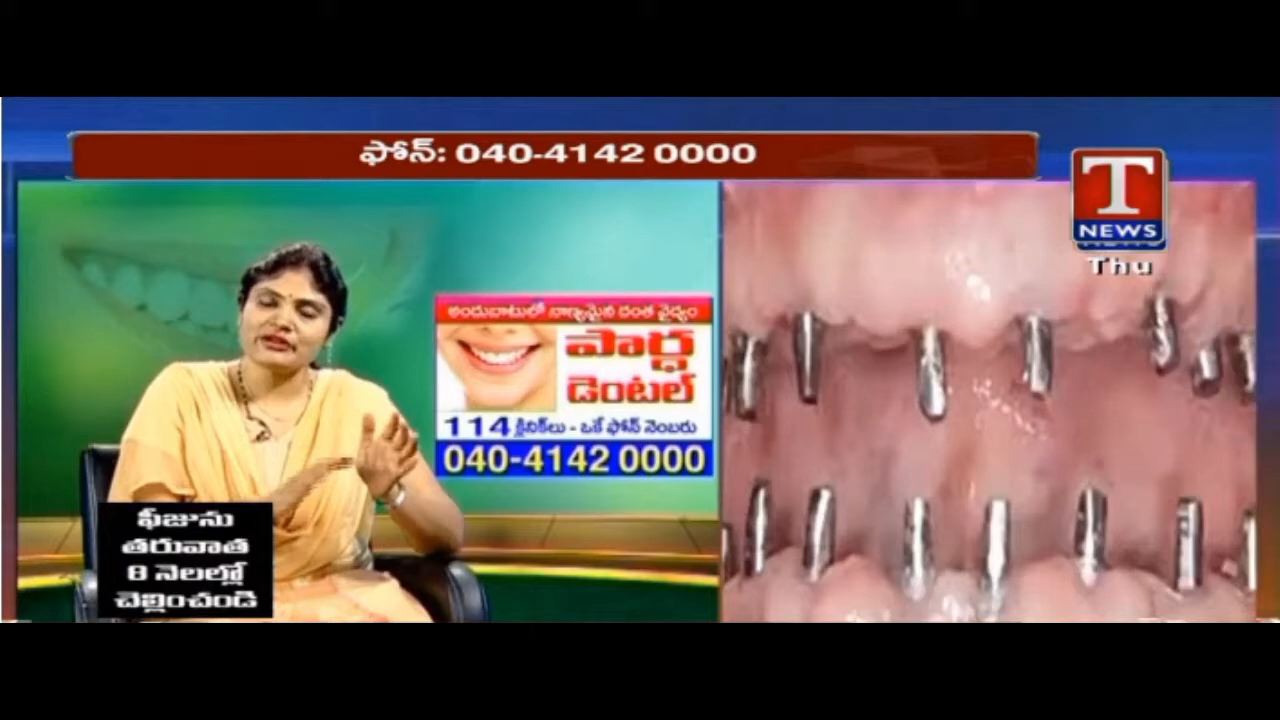 ఫోన్: 040-4142 0000
T
NEWS
Thu
అందుబాటులో నాణ్యమైన దంత వైద్యం
పార్థ
డెంటల్
114 క్లినిక్‌లు - ఒకే ఫోన్ నెంబరు
040-4142 0000
ఫీజును
తరువాత
8 నెలల్లో
చెల్లించండి